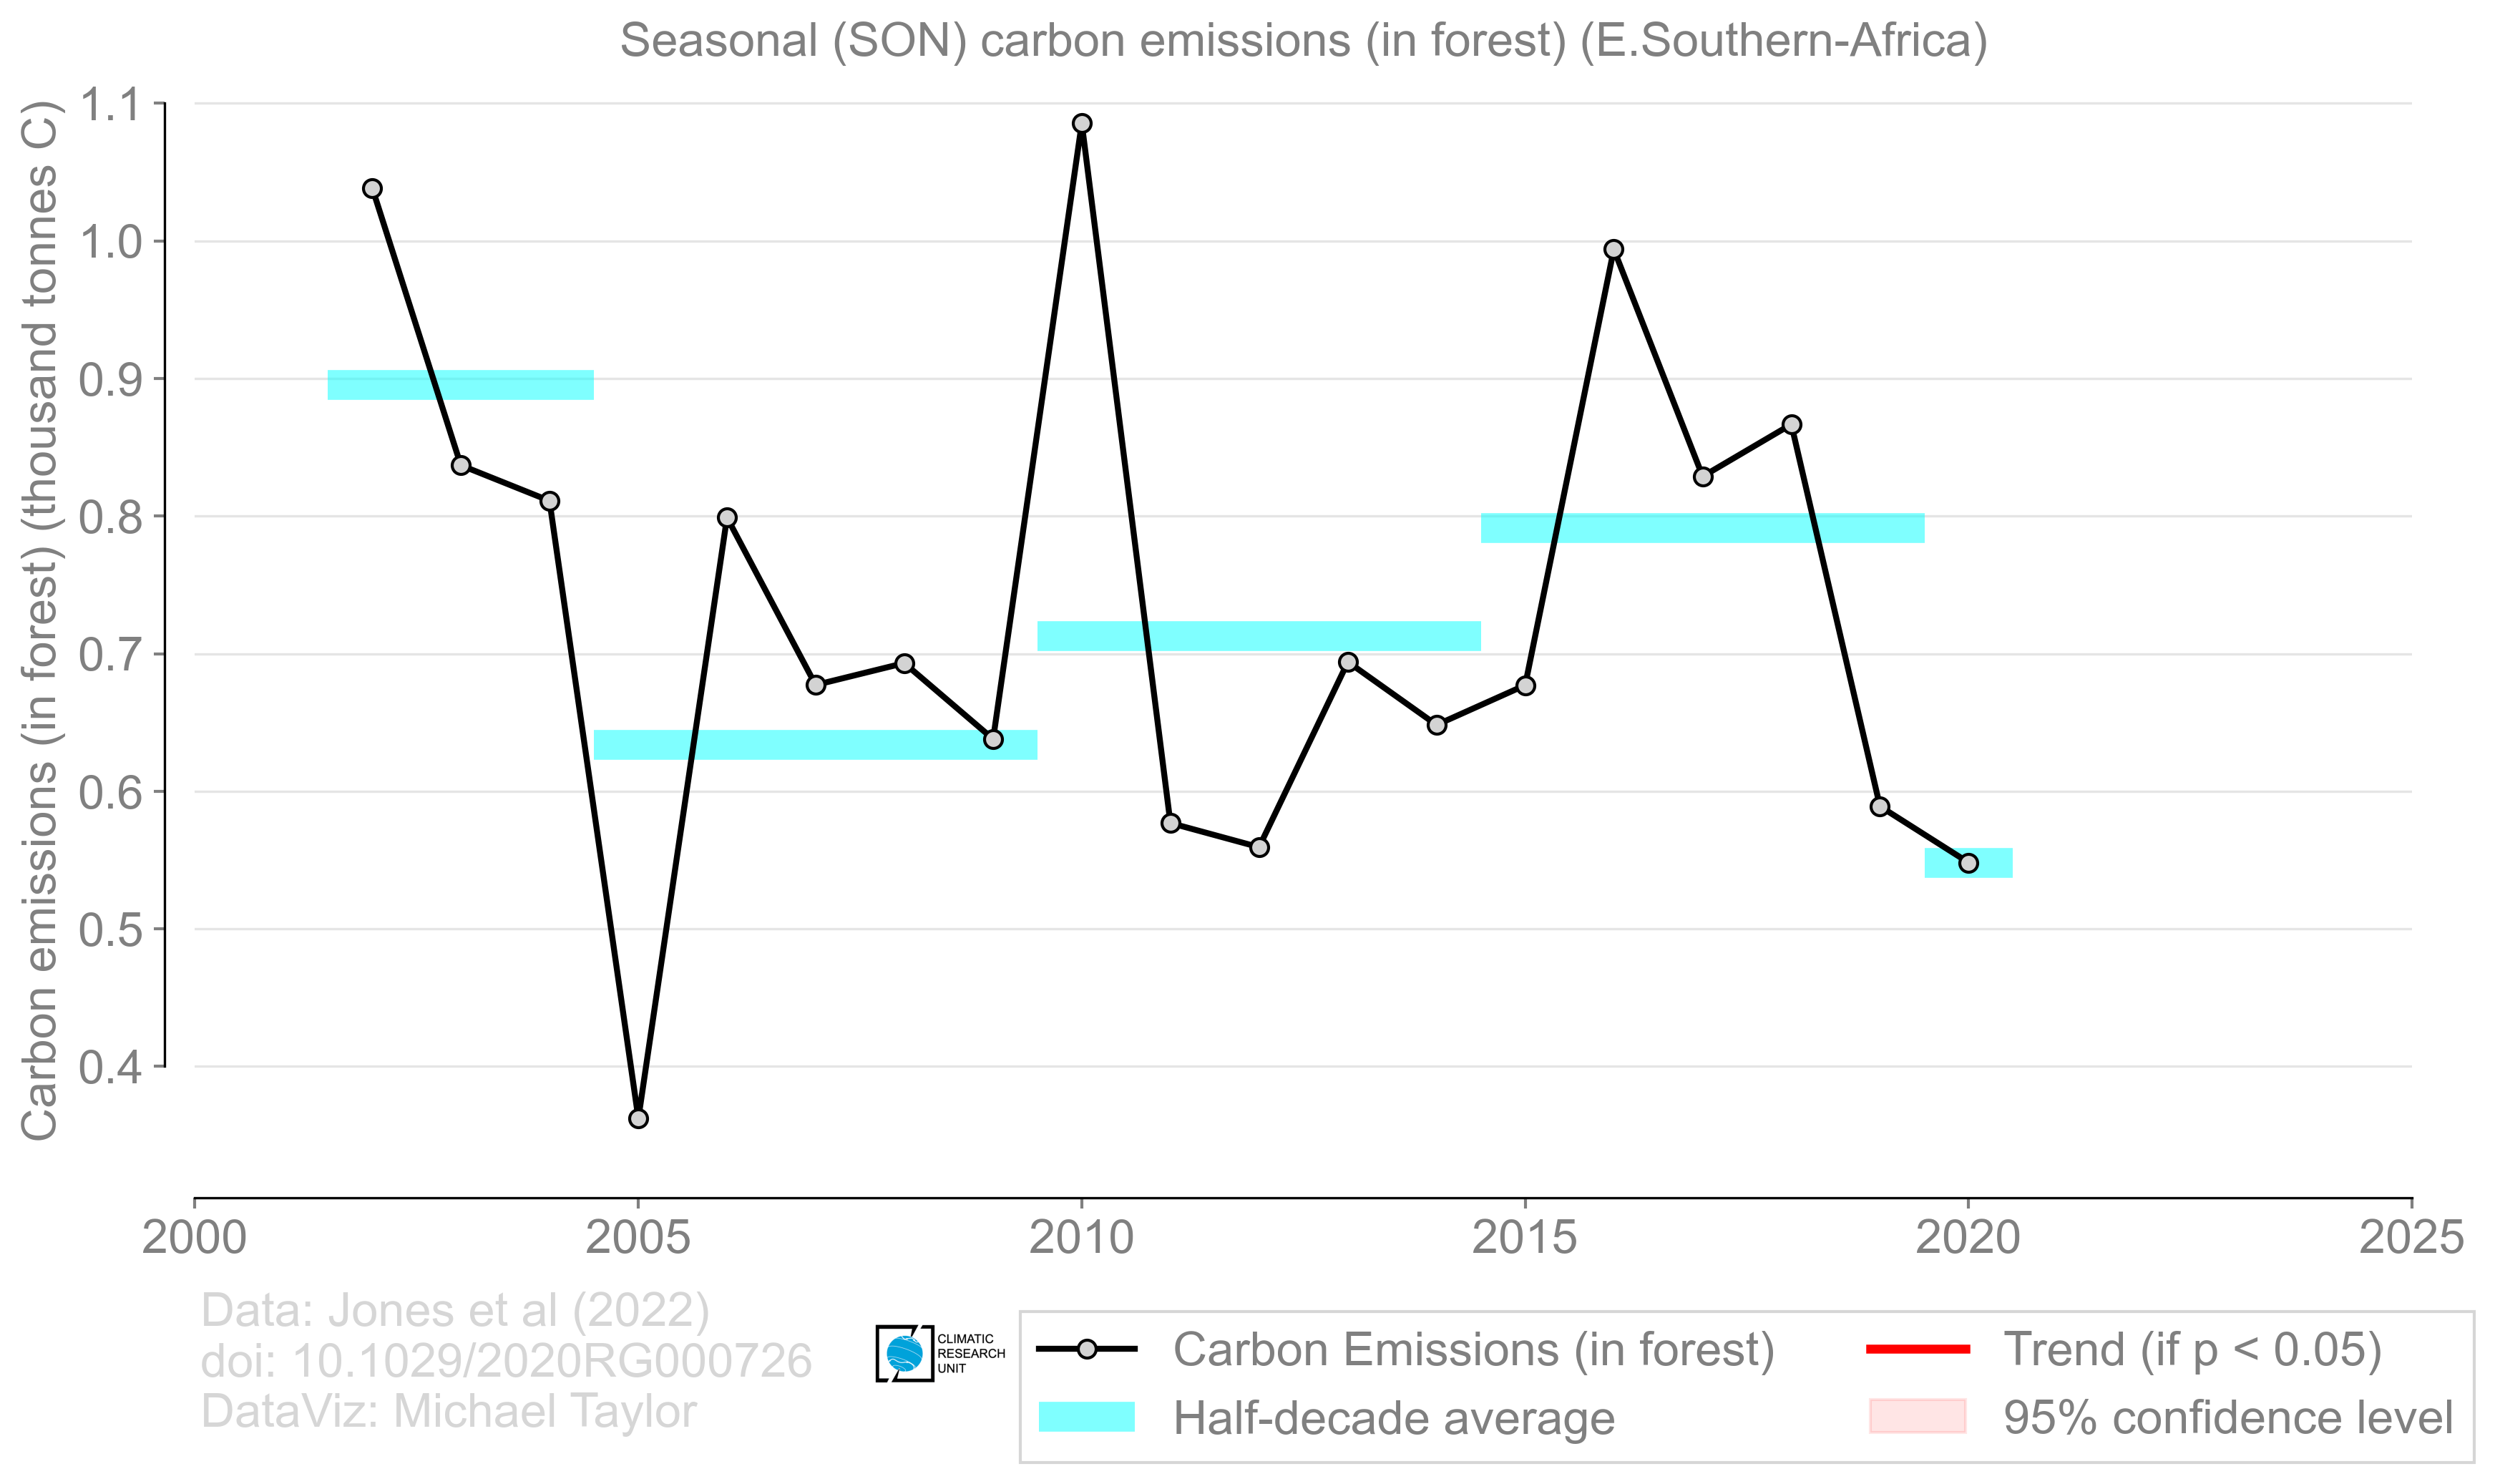 Seasonal (SON) carbon emissions (in forest) (E.Southern-Africa)
Carbon emissions (in forest) (thousand tonnes C)
1.1
1.0
0.9
0.8
0.7
0.6
0.5
0.4
2000 2005 2010 2015 2020 2025
Data: Jones et al (2022)
doi: 10.1029/2020RG000726
DataViz: Michael Taylor
CLIMATIC
RESEARCH
UNIT
Carbon Emissions (in forest)
Half-decade average
Trend (if p < 0.05)
95% confidence level